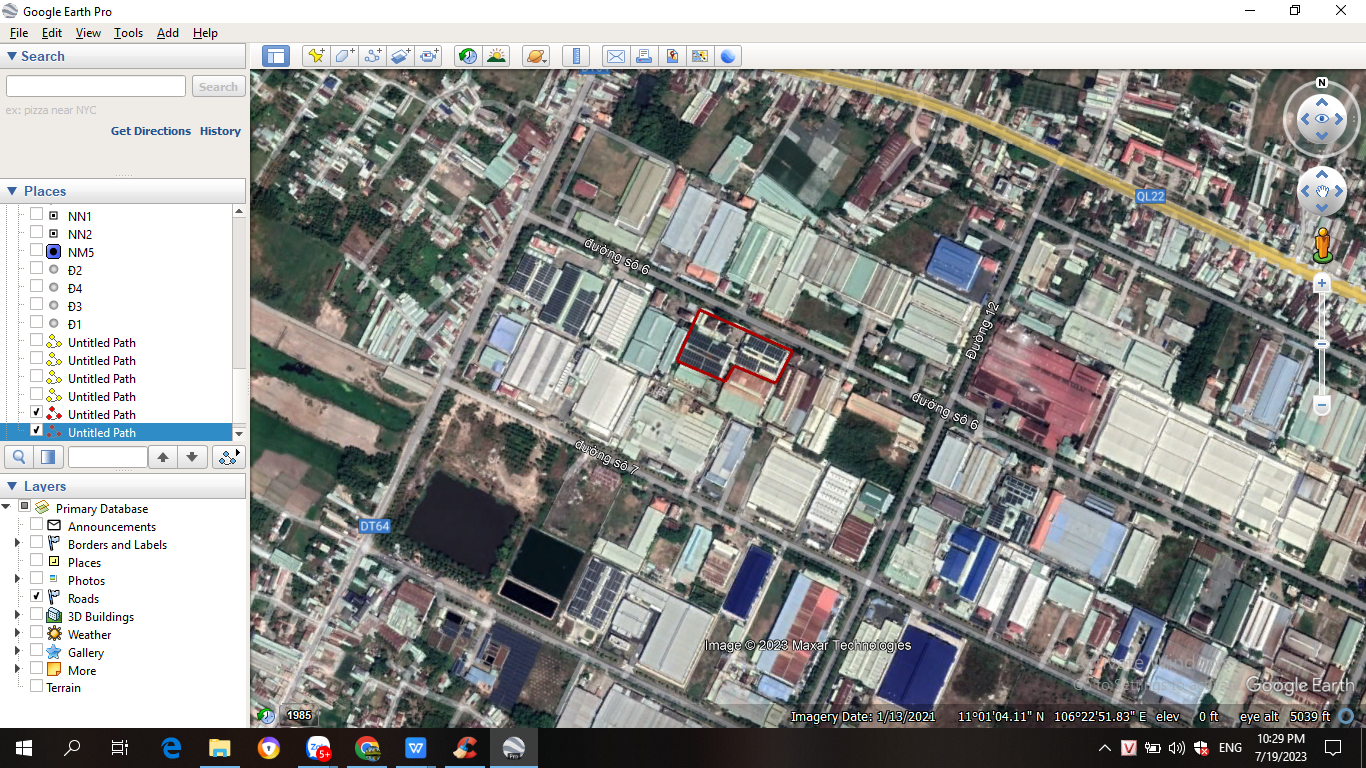 Google Earth Pro
File Edit View Tools Add Help
Search
Search
ex: pizza near NYC
Get Directions History
Places
NN1
NN2
NM5
Đ2
Đ4
Đ3
Đ1
Untitled Path
Untitled Path
Untitled Path
Untitled Path
Untitled Path
Untitled Path
Layers
Primary Database
Announcements
Borders and Labels
Places
Photos
Roads
3D Buildings
Weather
Gallery
More
Terrain
N
QL22
đường số 6
Đường 12
đường số 6
đường số 7
DT64
Image © 2023 Maxar Technologies
Google Earth
1985
Imagery Date: 1/13/2021 11°01'04.11" N 106°22'51.83" E elev 0 ft eye alt 5039 ft
Zalo
5+
W
Pro
V
ENG
10:29 PM
7/19/2023